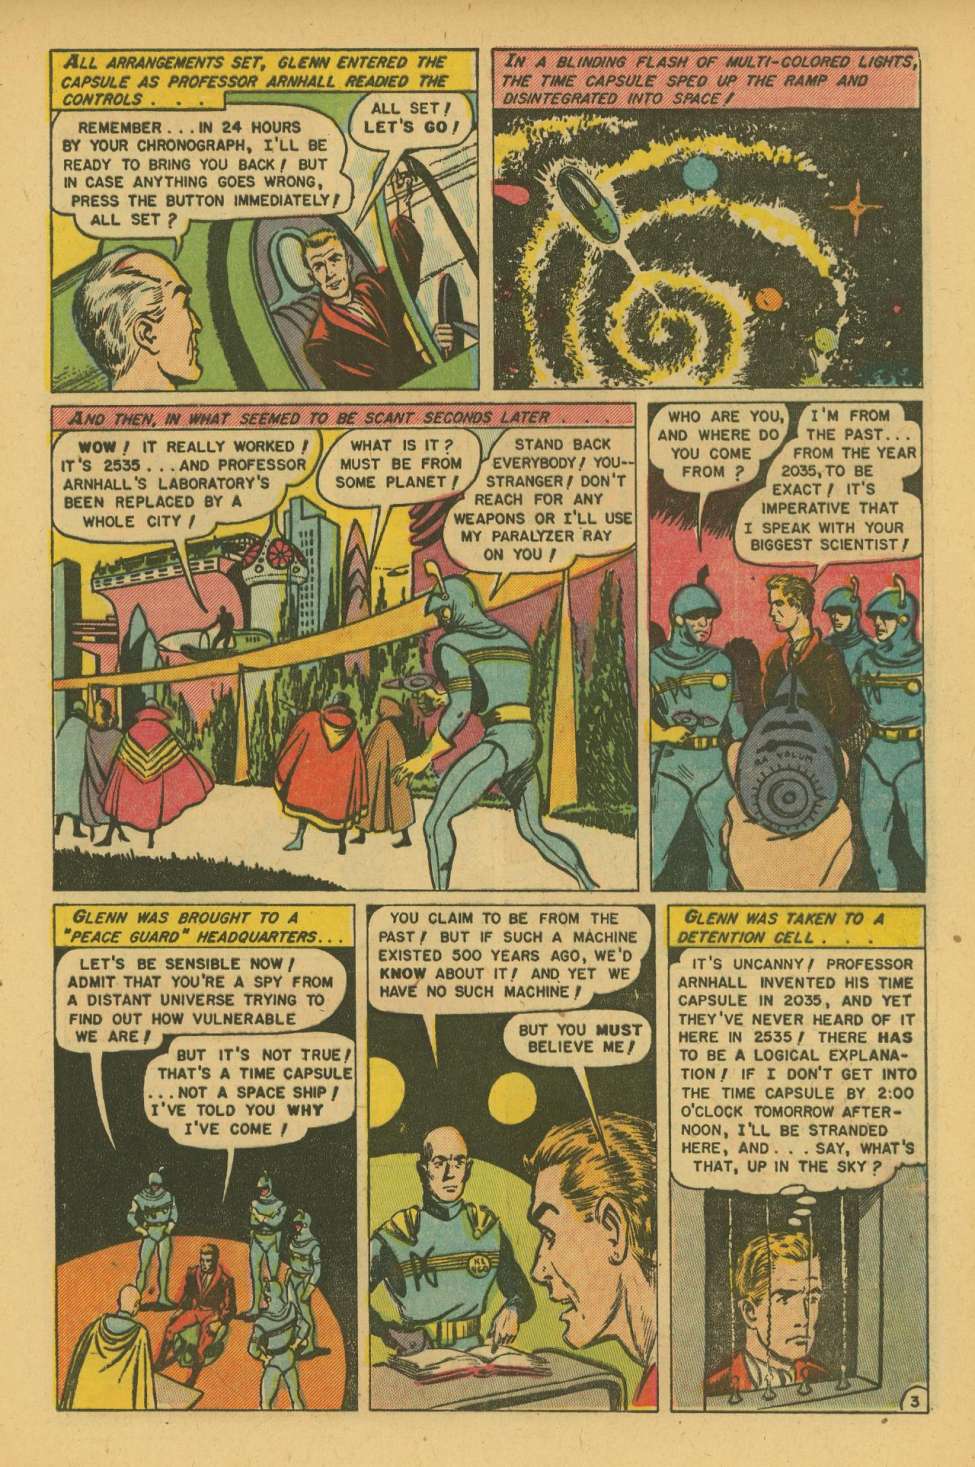 ALL ARRANGEMENTS SET, GLENN ENTERED THE
CAPSULE AS PROFESSOR ARNHALL READIED THE
CONTROLS . . .
REMEMBER...IN 24 HOURS
BY YOUR CHRONOGRAPH, I'LL BE
READY TO BRING YOU BACK! BUT
IN CASE ANYTHING GOES WRONG,
PRESS THE BUTTON IMMEDIATELY!
ALL SET?
ALL SET!
LET'S GO!
IN A BLINDING FLASH OF MULTI-COLORED LIGHTS,
THE TIME CAPSULE SPED UP THE RAMP AND
DISINTEGRATED INTO SPACE!
AND THEN, IN WHAT SEEMED TO BE SCANT SECONDS LATER . . .
WOW! IT REALLY WORKED!
IT'S 2535...AND PROFESSOR
ARNHALL'S LABORATORY'S
BEEN REPLACED BY A
WHOLE CITY!
WHAT IS IT?
MUST BE FROM
SOME PLANET!
STAND BACK
EVERYBODY! YOU--
STRANGER! DON'T
REACH FOR ANY
WEAPONS OR I'LL USE
MY PARALYZER RAY
ON YOU!
WHO ARE YOU,
AND WHERE DO
YOU COME
FROM?
I'M FROM
THE PAST...
FROM THE YEAR
2035, TO BE
EXACT! IT'S
IMPERATIVE THAT
I SPEAK WITH YOUR
BIGGEST SCIENTIST!
GLENN WAS BROUGHT TO A
"PEACE GUARD" HEADQUARTERS...
LET'S BE SENSIBLE NOW!
ADMIT THAT YOU'RE A SPY FROM
A DISTANT UNIVERSE TRYING TO
FIND OUT HOW VULNERABLE
WE ARE!
BUT IT'S NOT TRUE!
THAT'S A TIME CAPSULE
...NOT A SPACE SHIP!
I'VE TOLD YOU WHY
I'VE COME!
YOU CLAIM TO BE FROM THE
PAST! BUT IF SUCH A MACHINE
EXISTED 500 YEARS AGO, WE'D
KNOW ABOUT IT! AND YET WE
HAVE NO SUCH MACHINE!
BUT YOU MUST
BELIEVE ME!
GLENN WAS TAKEN TO A
DETENTION CELL . . .
IT'S UNCANNY! PROFESSOR
ARNHALL INVENTED HIS TIME
CAPSULE IN 2035, AND YET
THEY'VE NEVER HEARD OF IT
HERE IN 2535! THERE HAS
TO BE A LOGICAL EXPLANA-
TION! IF I DON'T GET INTO
THE TIME CAPSULE BY 2:00
O'CLOCK TOMORROW AFTER-
NOON, I'LL BE STRANDED
HERE, AND... SAY, WHAT'S
THAT, UP IN THE SKY?
3